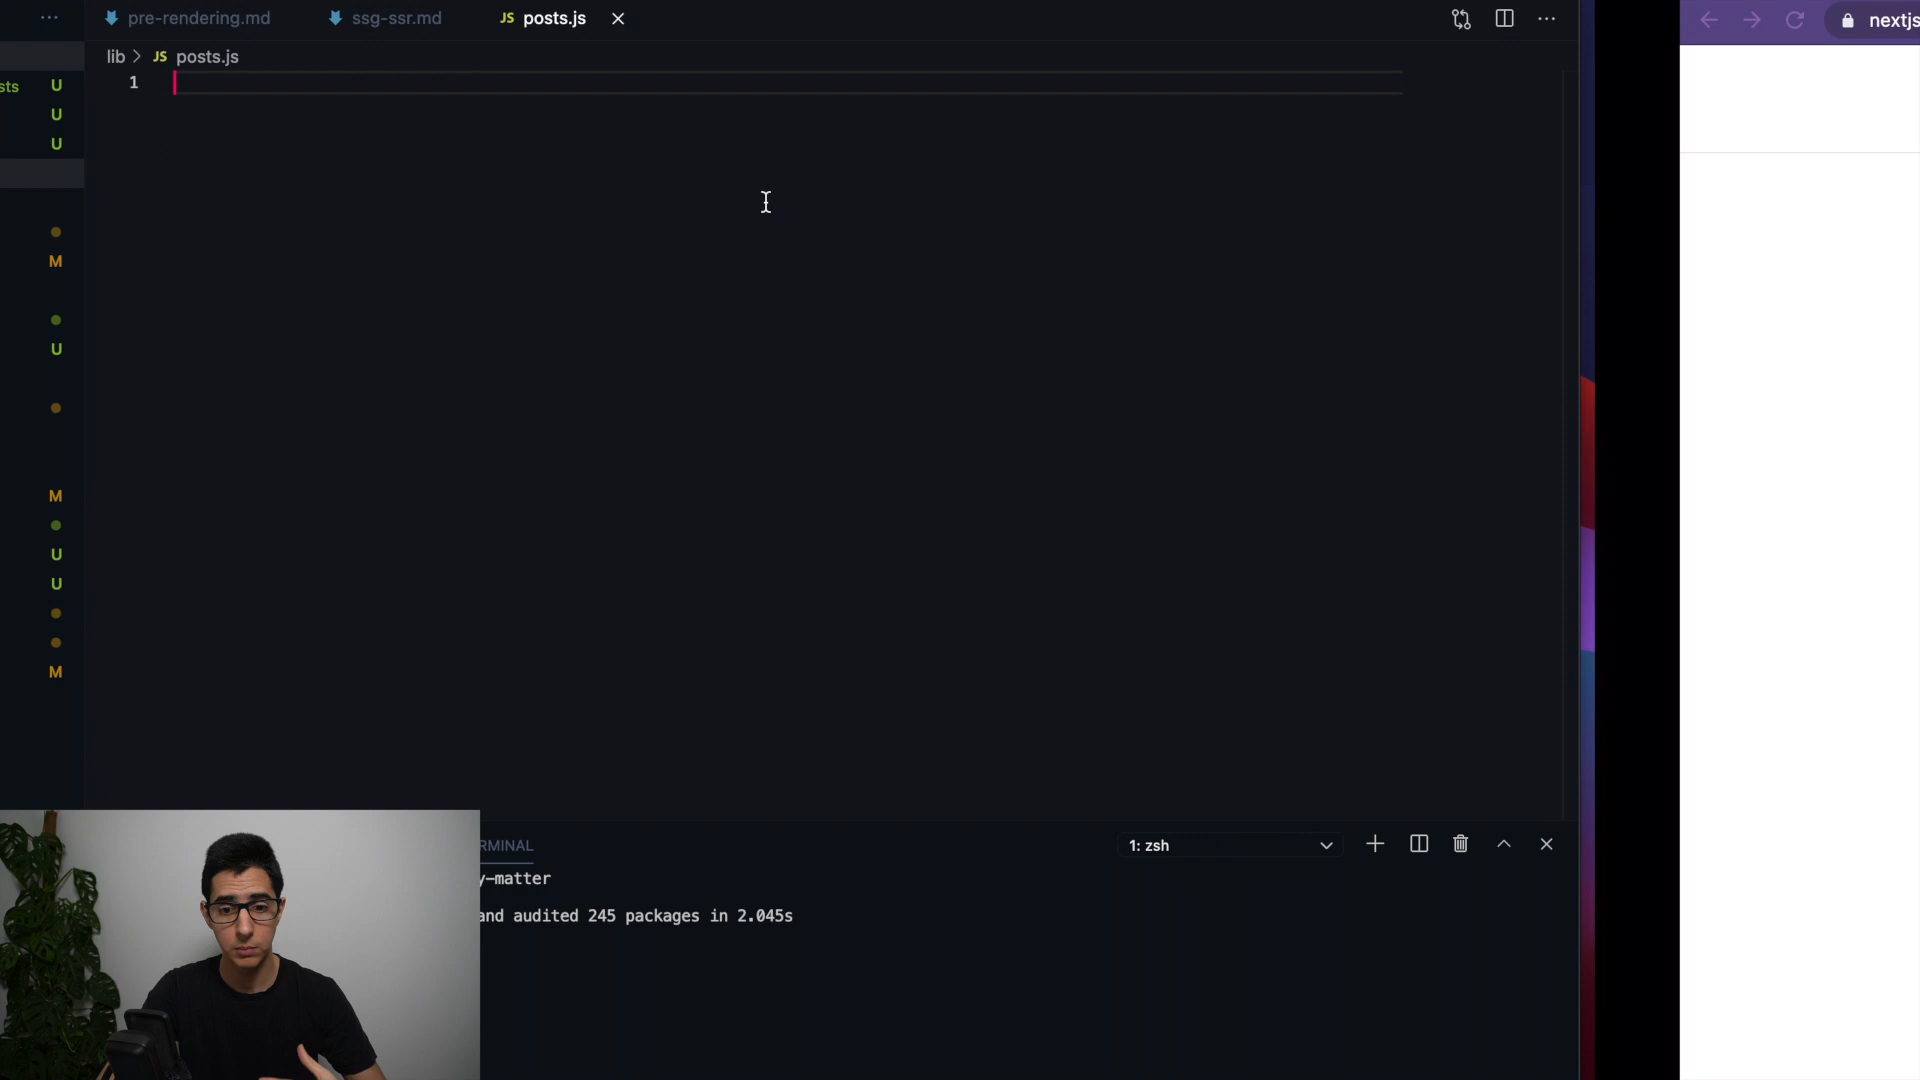 pre-rendering.md
ssg-ssr.md
JS posts.js
lib > JS posts.js
1
sts U
U
U
M
U
M
U
U
M
RMINAL
1: zsh
y-matter
and audited 245 packages in 2.045s
nextjs